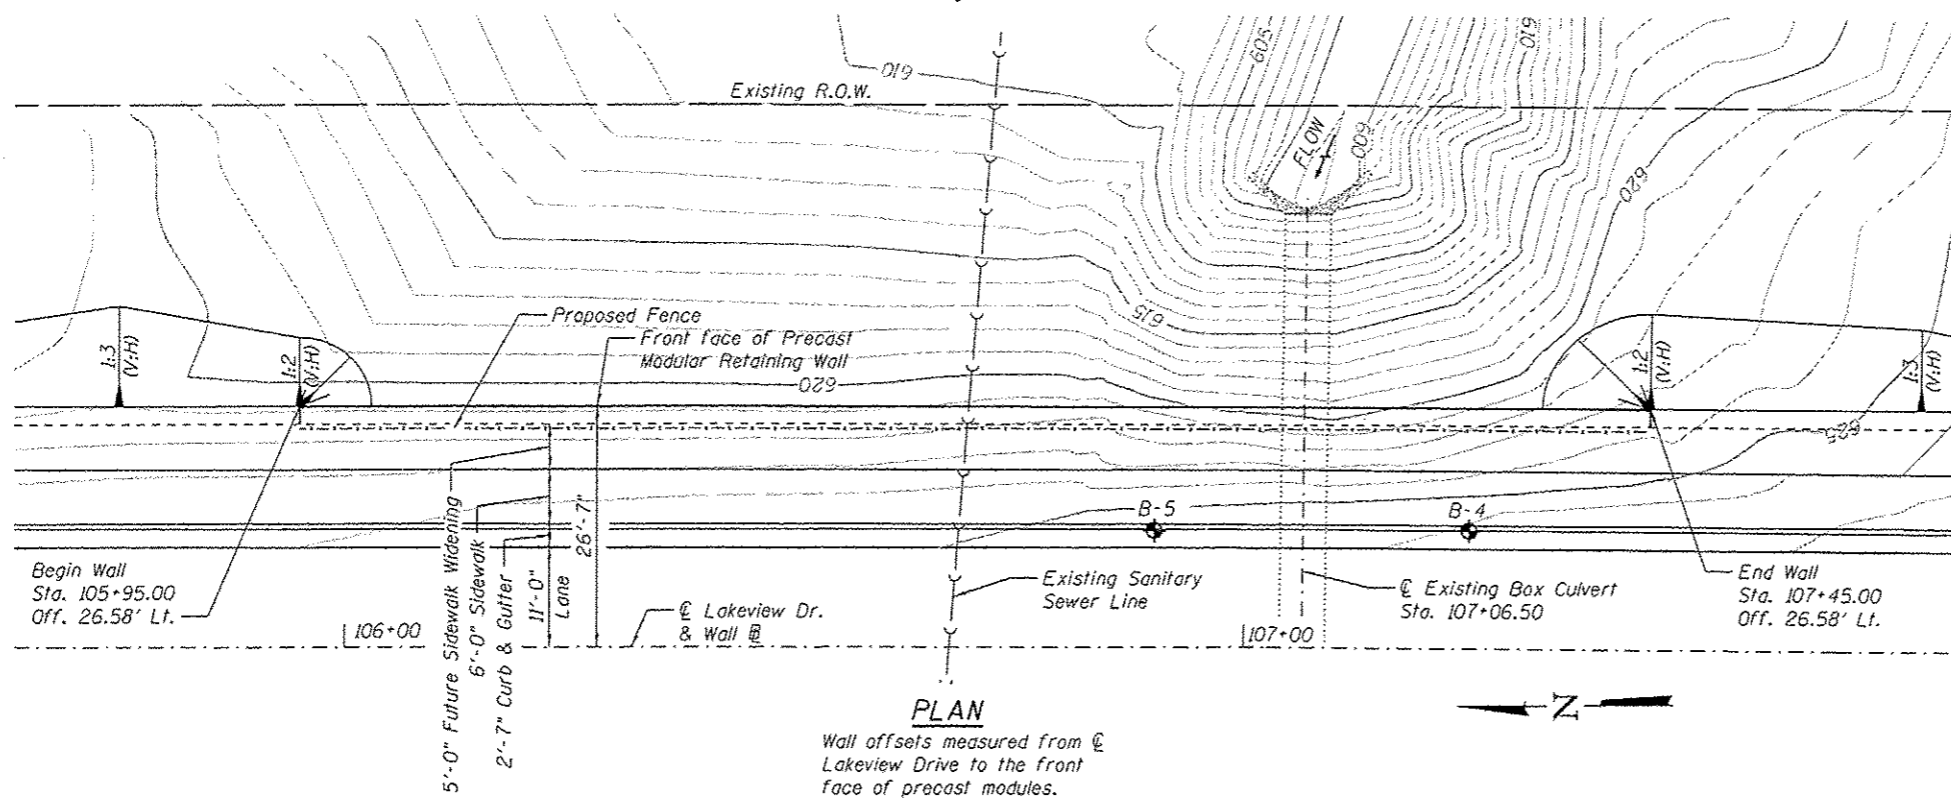 605
610
610
Existing R.O.W.
FLOW
600
620
615
Proposed Fence
Front face of Precast
Modular Retaining Wall
1:3
(V:H)
1:2
(V:H)
620
1:2
(V:H)
1:3
(V:H)
625
B-5
B-4
Begin Wall
Sta. 105+95.00
Off. 26.58' Lt.
106+00
5'-0" Future Sidewalk Widening
6'-0" Sidewalk
2'-7" Curb & Gutter
11'-0"
Lane
26'-7"
℄ Lakeview Dr.
& Wall
Existing Sanitary
Sewer Line
107+00
℄ Existing Box Culvert
Sta. 107+06.50
End Wall
Sta. 107+45.00
Off. 26.58' Lt.
PLAN
Wall offsets measured from ℄
Lakeview Drive to the front
face of precast modules.
N